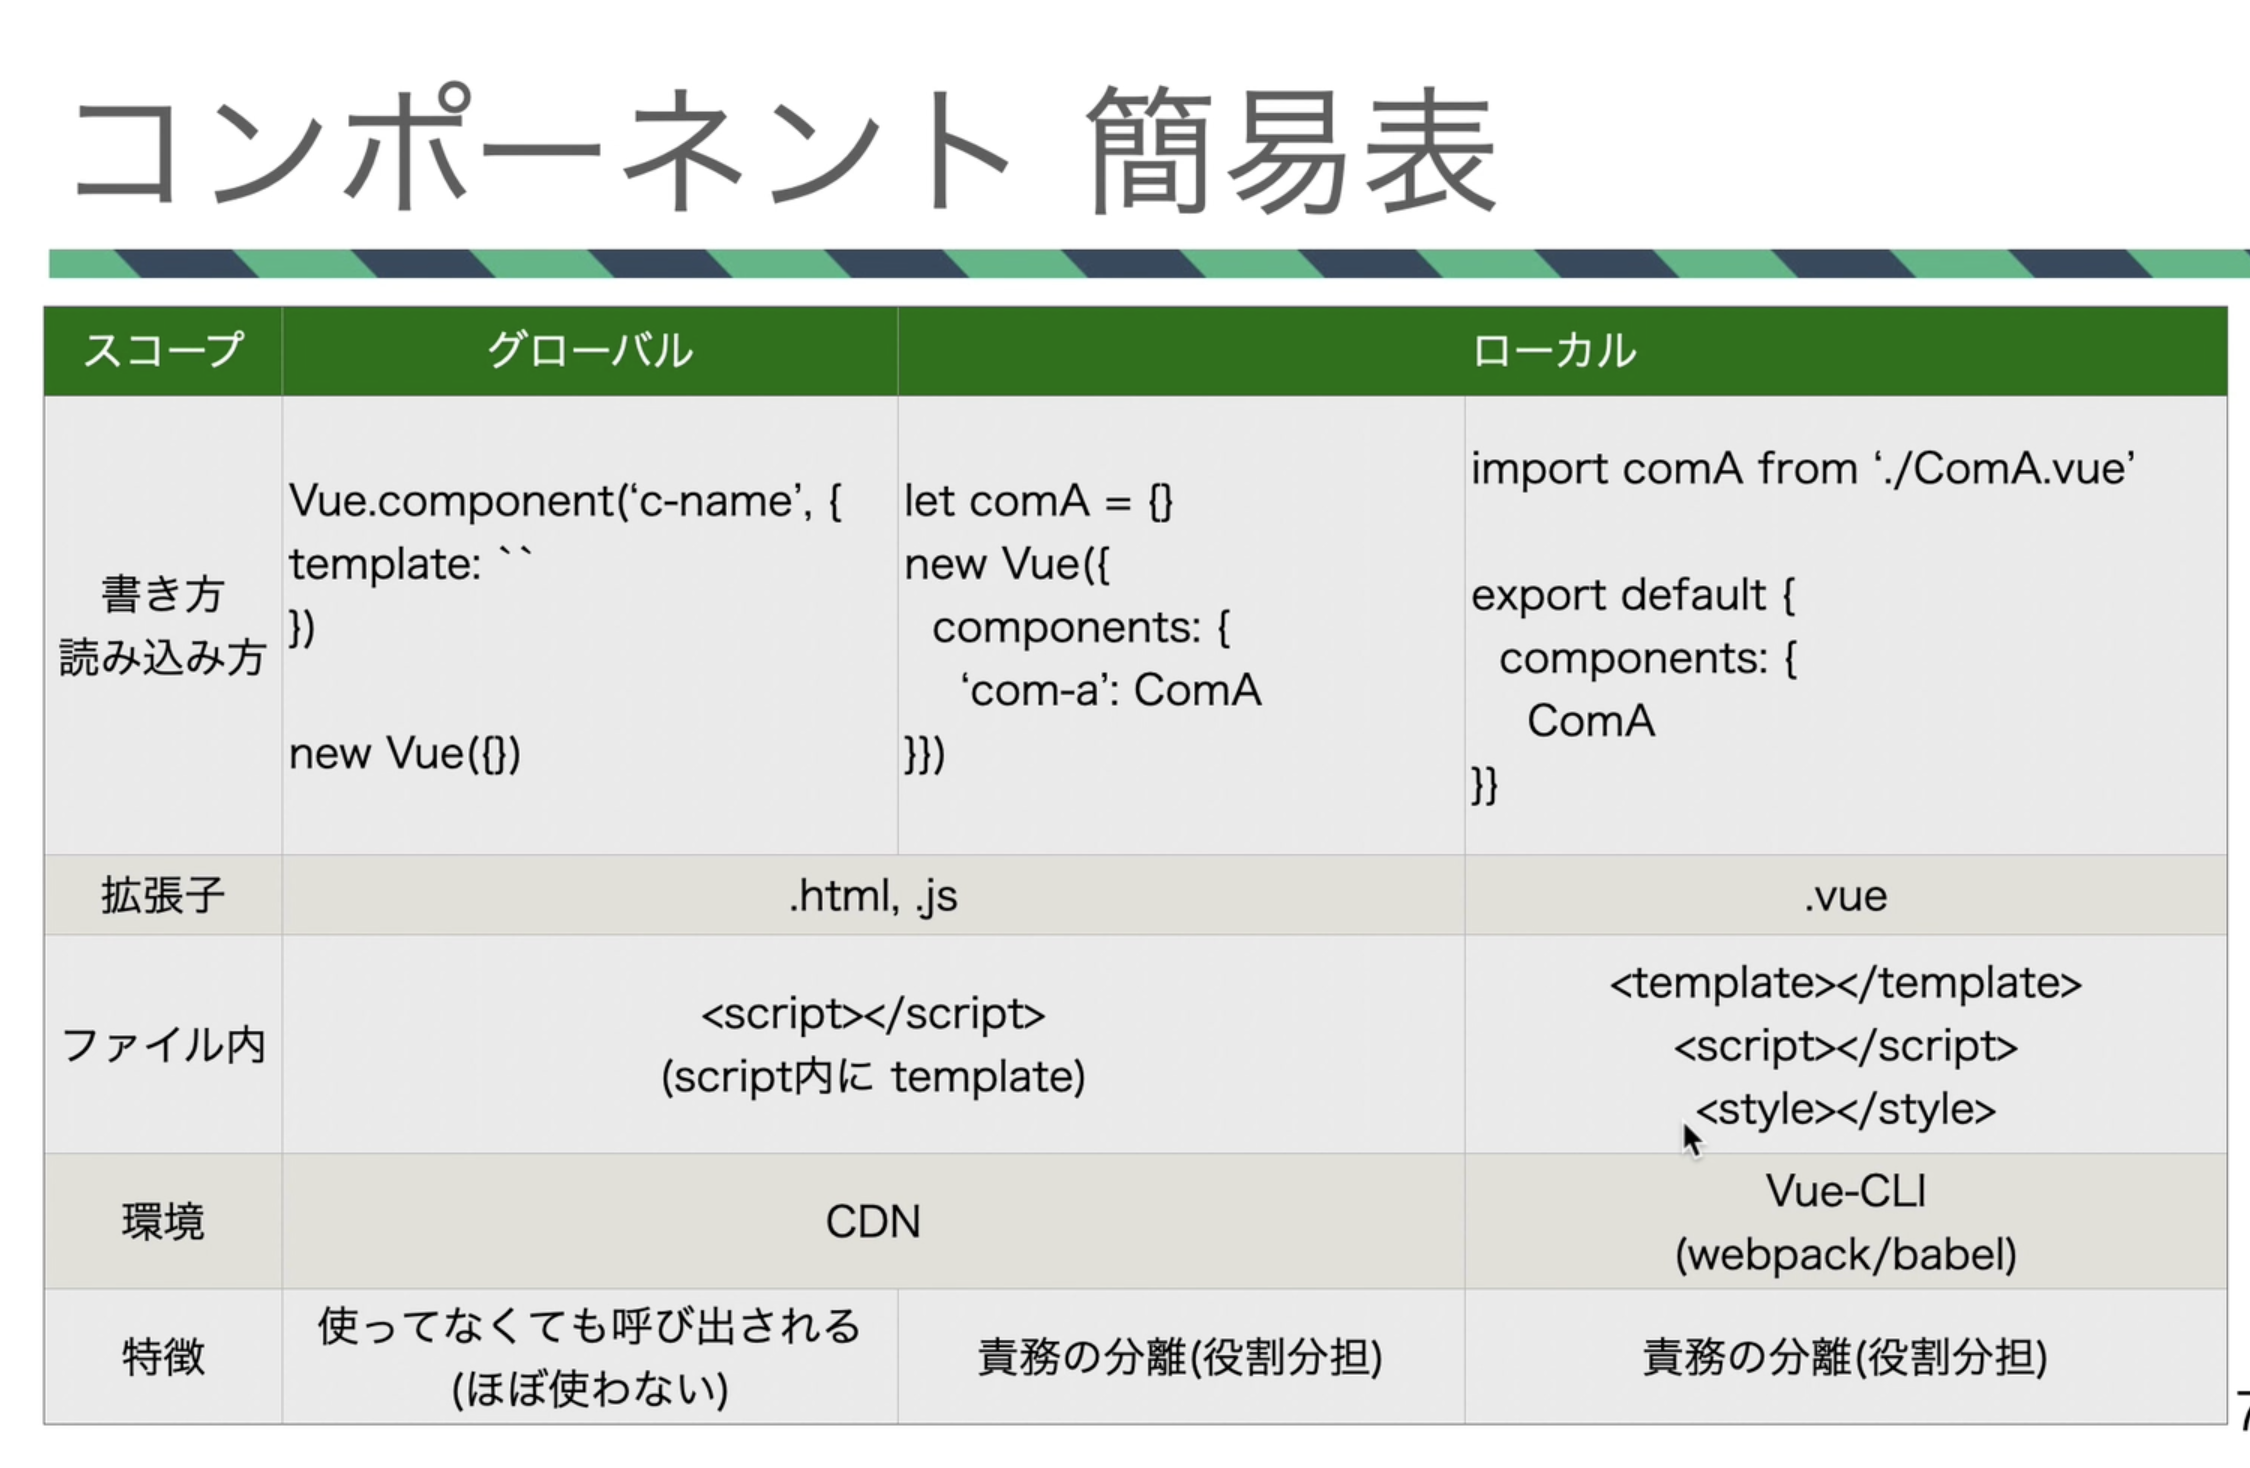 コンポーネント 簡易表
スコープ
グローバル
ローカル
書き方
読み込み方
Vue.component(‘c-name’, {
template: ``
})
new Vue({})
let comA = {}
new Vue({
components: {
‘com-a’: ComA
}})
import comA from ‘./ComA.vue’
export default {
components: {
ComA
}}
拡張子
.html, .js
.vue
ファイル内
<script></script>
(script内に template)
<template></template>
<script></script>
<style></style>
環境
CDN
Vue-CLI
(webpack/babel)
特徴
使ってなくても呼び出される
(ほぼ使わない)
責務の分離(役割分担)
責務の分離(役割分担)